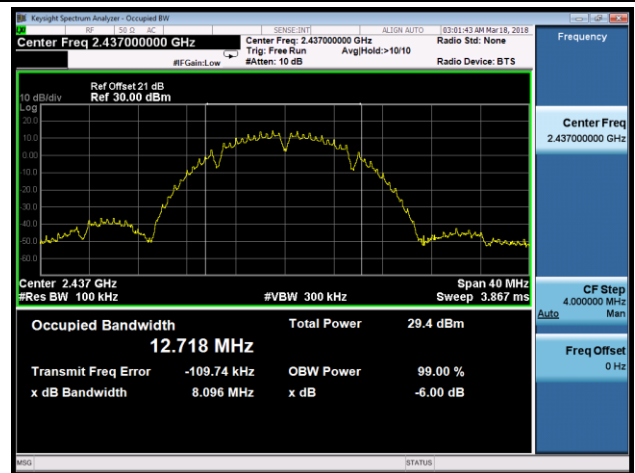 Keysight Spectrum Analyzer - Occupied BW
RF 50 Ω AC SENSE:INT ALIGN AUTO 03:01:43 AM Mar 18, 2018
Center Freq 2.437000000 GHz Center Freq: 2.437000000 GHz Radio Std: None
Trig: Free Run Avg|Hold:>10/10
#IFGain:Low #Atten: 10 dB Radio Device: BTS
Ref Offset 21 dB
10 dB/div Ref 30.00 dBm
Log
20.0
10.0
0.00
-10.0
-20.0
-30.0
-40.0
-50.0
-60.0
Center 2.437 GHz Span 40 MHz
#Res BW 100 kHz #VBW 300 kHz Sweep 3.867 ms
Occupied Bandwidth Total Power 29.4 dBm
12.718 MHz
Transmit Freq Error -109.74 kHz OBW Power 99.00 %
x dB Bandwidth 8.096 MHz x dB -6.00 dB
MSG STATUS
Frequency
Center Freq
2.437000000 GHz
CF Step
4.000000 MHz
Auto Man
Freq Offset
0 Hz